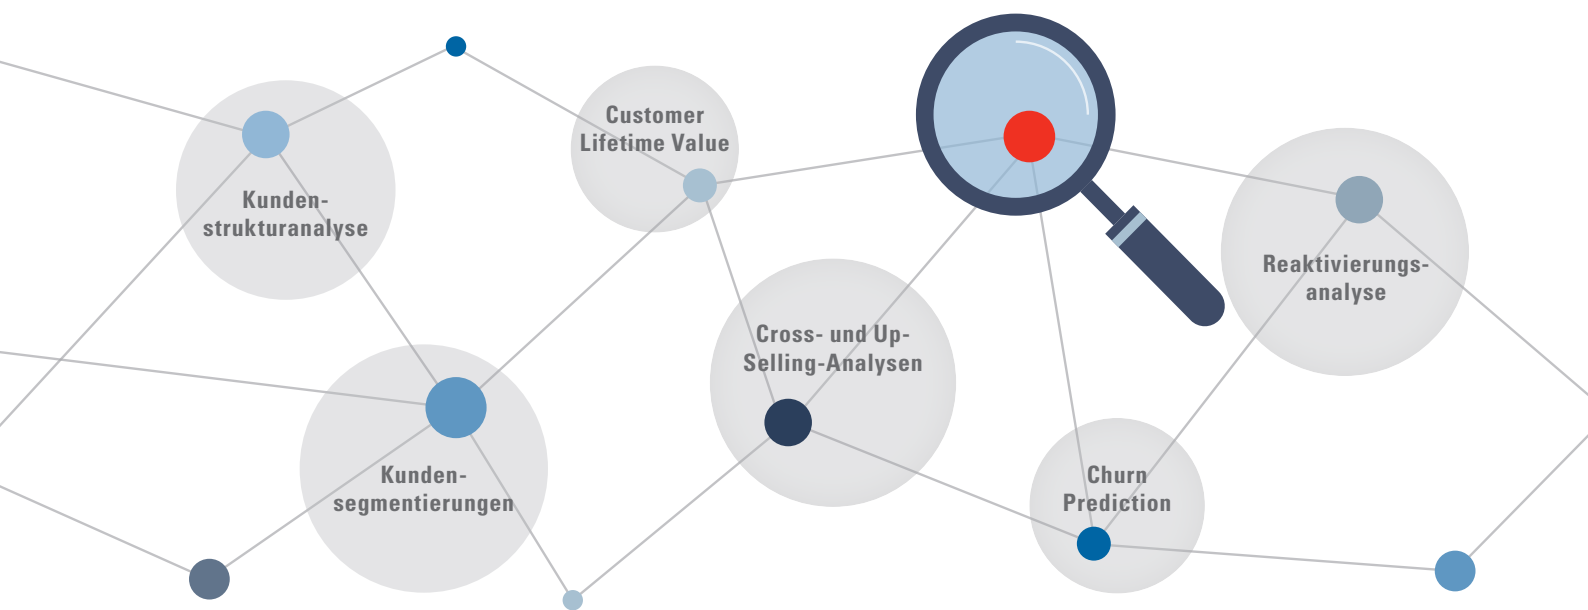 Kunden-
strukturanalyse
Customer
Lifetime Value
Kunden-
segmentierungen
Cross- und Up-
Selling-Analysen
Churn
Prediction
Reaktivierungs-
analyse